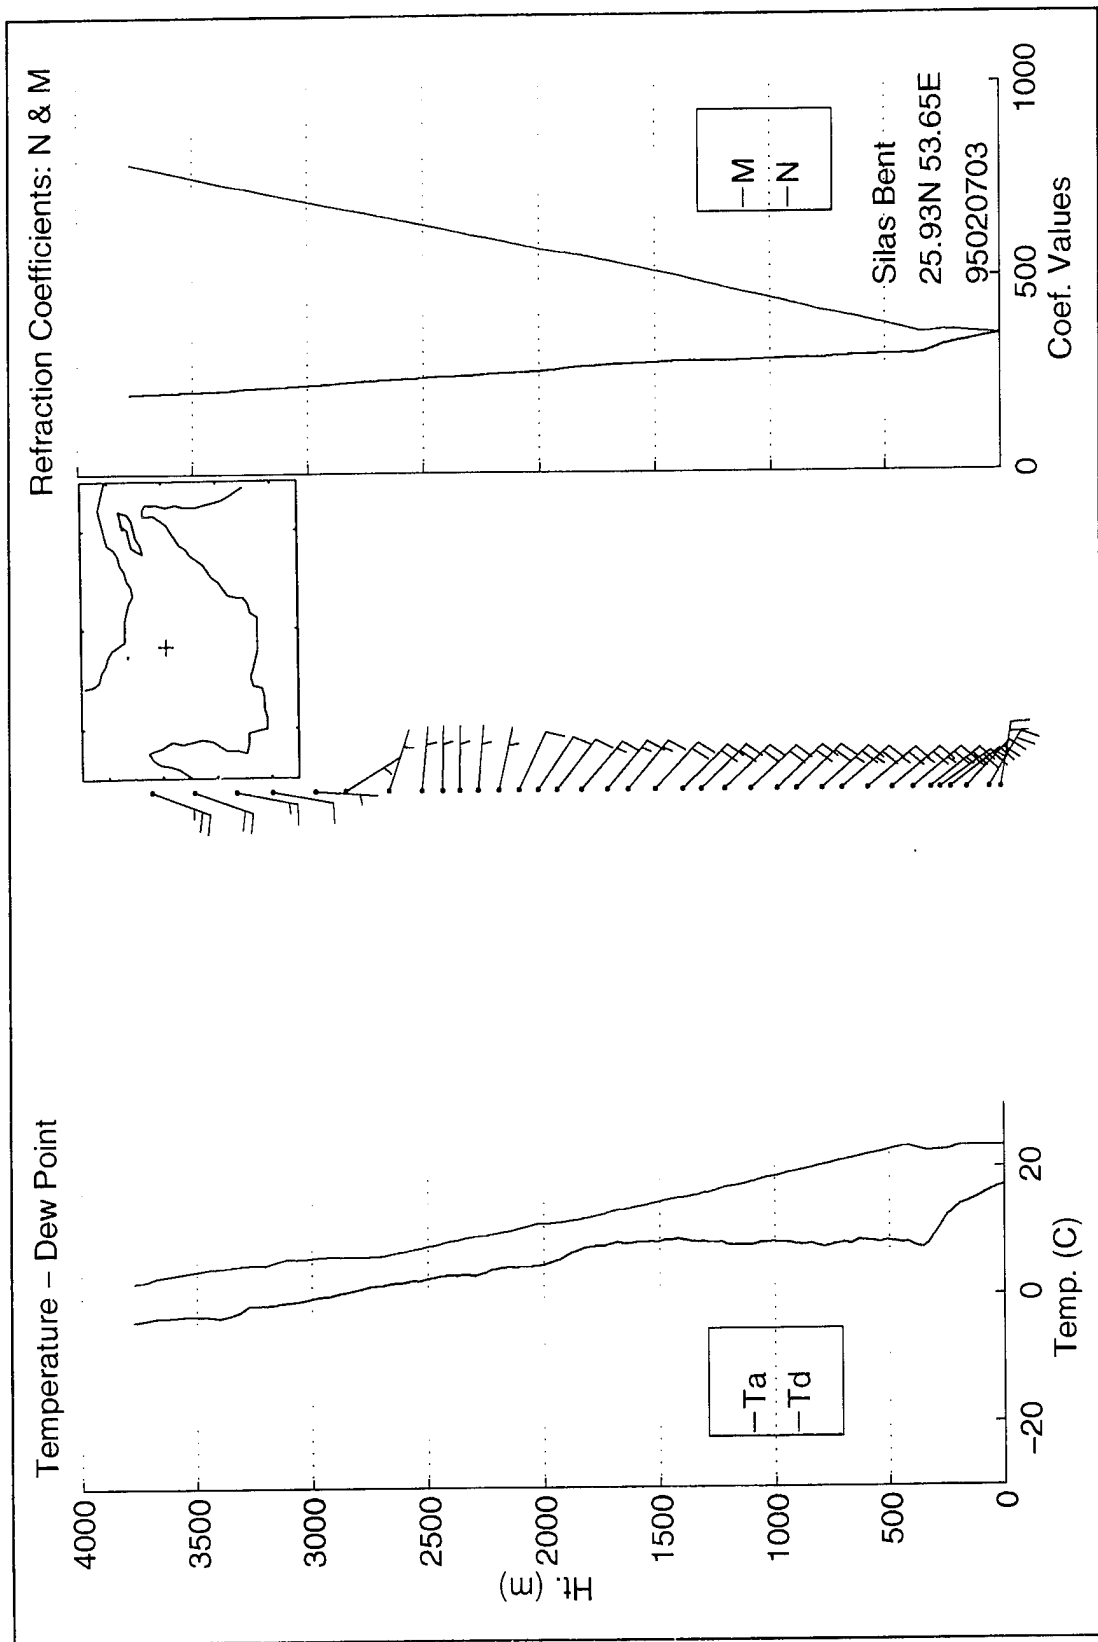 Temperature – Dew Point
Refraction Coefficients: N & M
4000
3500
3000
2500
2000
1500
1000
500
0
Ht. (m)
–Ta
–Td
–20
0
20
Temp. (C)
–M
–N
Silas Bent
25.93N 53.65E
95020703
0
500
1000
Coef. Values